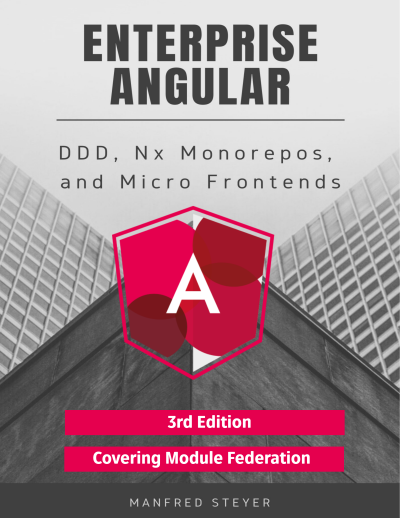 ENTERPRISE
ANGULAR
DDD, Nx Monorepos,
and Micro Frontends
A
3rd Edition
Covering Module Federation
MANFRED STEYER